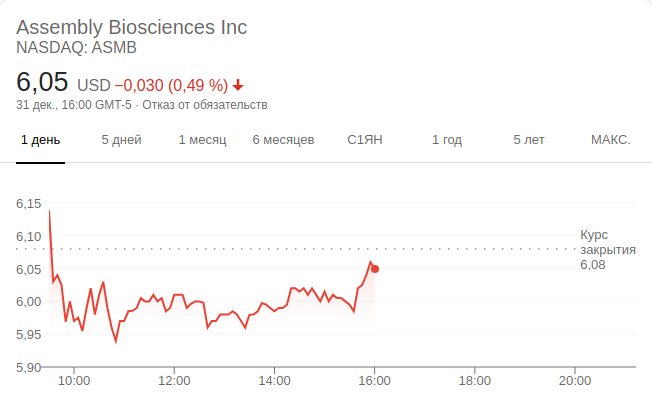 Assembly Biosciences Inc
NASDAQ: ASMB
6,05 USD −0,030 (0,49 %)
31 дек., 16:00 GMT-5 · Отказ от обязательств
1 день 5 дней 1 месяц 6 месяцев С1ЯН 1 год 5 лет МАКС.
6,15
6,10
6,05
6,00
5,95
5,90
Курс
закрытия
6,08
10:00 12:00 14:00 16:00 18:00 20:00